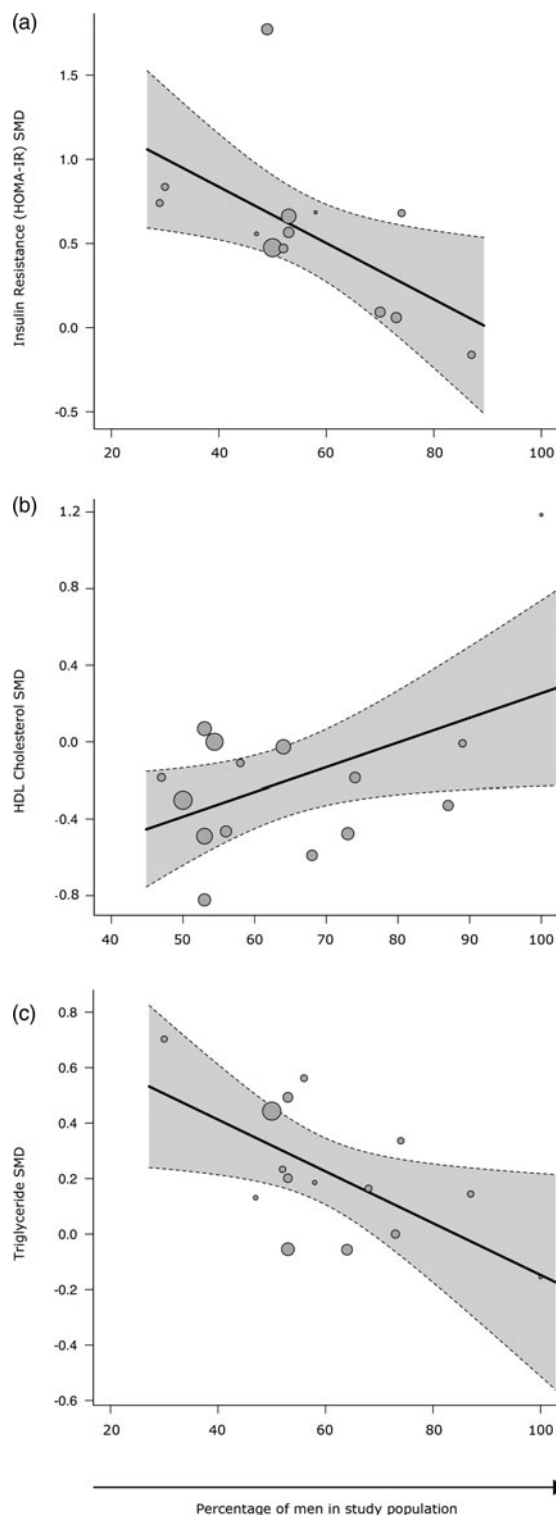 (a)
Insulin Resistance (HOMA-IR) SMD
1.5
1.0
0.5
0.0
-0.5
20 40 60 80 100
(b)
HDL Cholesterol SMD
1.2
0.8
0.4
0.0
-0.4
-0.8
40 50 60 70 80 90 100
(c)
Triglyceride SMD
0.8
0.6
0.4
0.2
0.0
-0.2
-0.4
-0.6
20 40 60 80 100
Percentage of men in study population